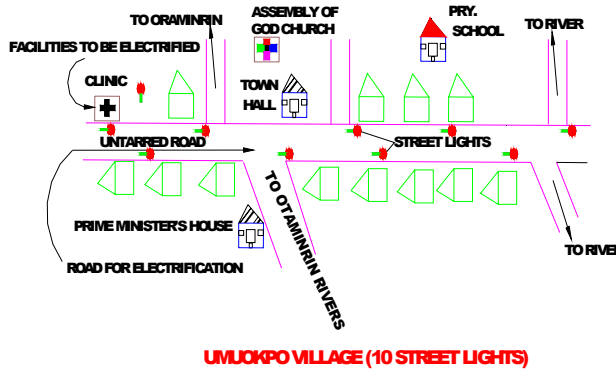 TO ORAMINRIN
ASSEMBLY OF
GOD CHURCH
PRY.
SCHOOL
TO RIVER
FACILITIES TO BE ELECTRIFIED
CLINIC
TOWN
HALL
UNTARRED ROAD
STREET LIGHTS
TO OTAMINRIN RIVERS
PRIME MINISTER'S HOUSE
TO RIVER
ROAD FOR ELECTRIFICATION
UMUOKPO VILLAGE (10 STREET LIGHTS)